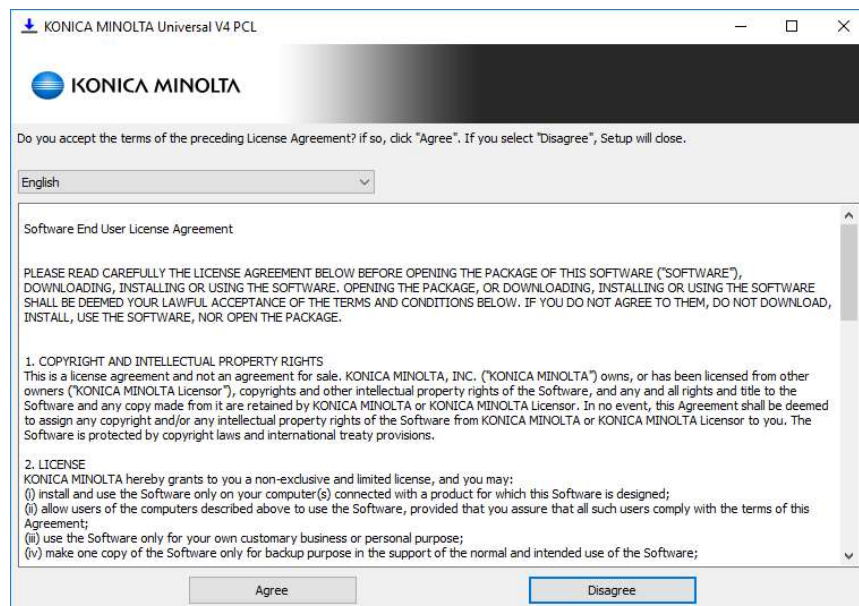 KONICA MINOLTA Universal V4 PCL
KONICA MINOLTA
Do you accept the terms of the preceding License Agreement? if so, click "Agree". If you select "Disagree", Setup will close.
English
Software End User License Agreement
PLEASE READ CAREFULLY THE LICENSE AGREEMENT BELOW BEFORE OPENING THE PACKAGE OF THIS SOFTWARE ("SOFTWARE"),
DOWNLOADING, INSTALLING OR USING THE SOFTWARE. OPENING THE PACKAGE, OR DOWNLOADING, INSTALLING OR USING THE SOFTWARE
SHALL BE DEEMED YOUR LAWFUL ACCEPTANCE OF THE TERMS AND CONDITIONS BELOW. IF YOU DO NOT AGREE TO THEM, DO NOT DOWNLOAD,
INSTALL, USE THE SOFTWARE, NOR OPEN THE PACKAGE.
1. COPYRIGHT AND INTELLECTUAL PROPERTY RIGHTS
This is a license agreement and not an agreement for sale. KONICA MINOLTA, INC. ("KONICA MINOLTA") owns, or has been licensed from other
owners ("KONICA MINOLTA Licensor"), copyrights and other intellectual property rights of the Software, and any and all rights and title to the
Software and any copy made from it are retained by KONICA MINOLTA or KONICA MINOLTA Licensor. In no event, this Agreement shall be deemed
to assign any copyright and/or any intellectual property rights of the Software from KONICA MINOLTA or KONICA MINOLTA Licensor to you. The
Software is protected by copyright laws and international treaty provisions.
2. LICENSE
KONICA MINOLTA hereby grants to you a non-exclusive and limited license, and you may:
(i) install and use the Software only on your computer(s) connected with a product for which this Software is designed;
(ii) allow users of the computers described above to use the Software, provided that you assure that all such users comply with the terms of this
Agreement;
(iii) use the Software only for your own customary business or personal purpose;
(iv) make one copy of the Software only for backup purpose in the support of the normal and intended use of the Software;
Agree
Disagree